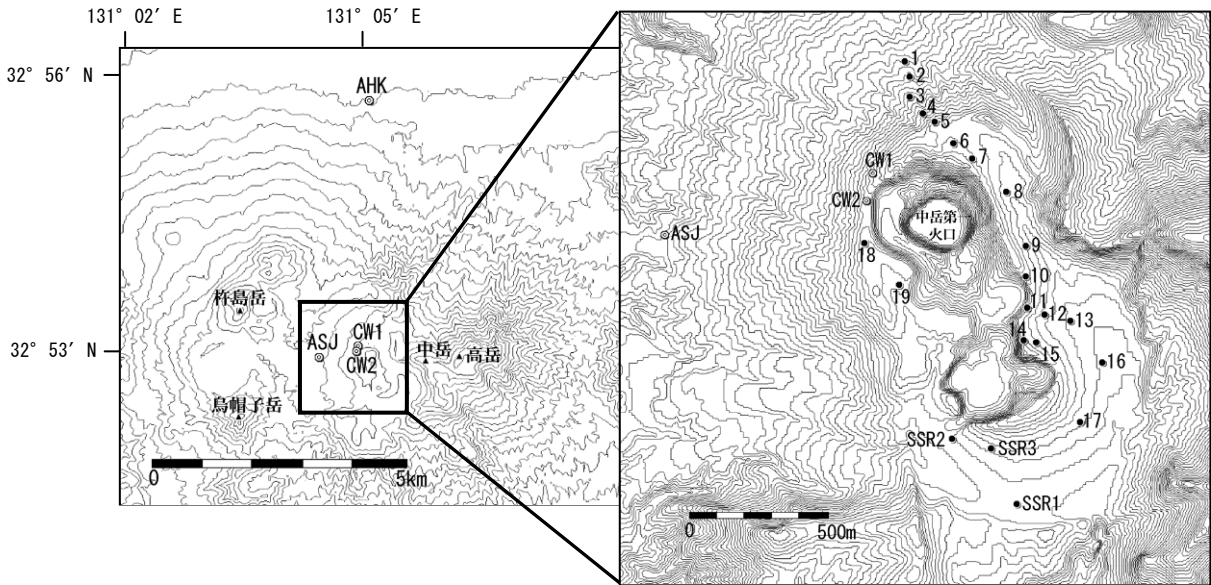 131° 02′ E
131° 05′ E
32° 56′ N
AHK
杵島岳
ASJ
CW1
CW2
中岳
高岳
32° 53′ N
烏帽子岳
0
5km
1
2
3
4
5
6
7
CW1
8
CW2
中岳第一
火口
ASJ
18
9
10
19
11
12
13
14
15
16
17
SSR2
SSR3
SSR1
0
500m